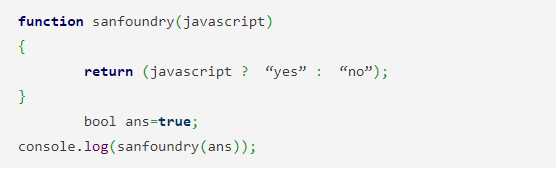 function sanfoundry(javascript)
{
return (javascript ? “yes” : “no”);
}
bool ans=true;
console.log(sanfoundry(ans));